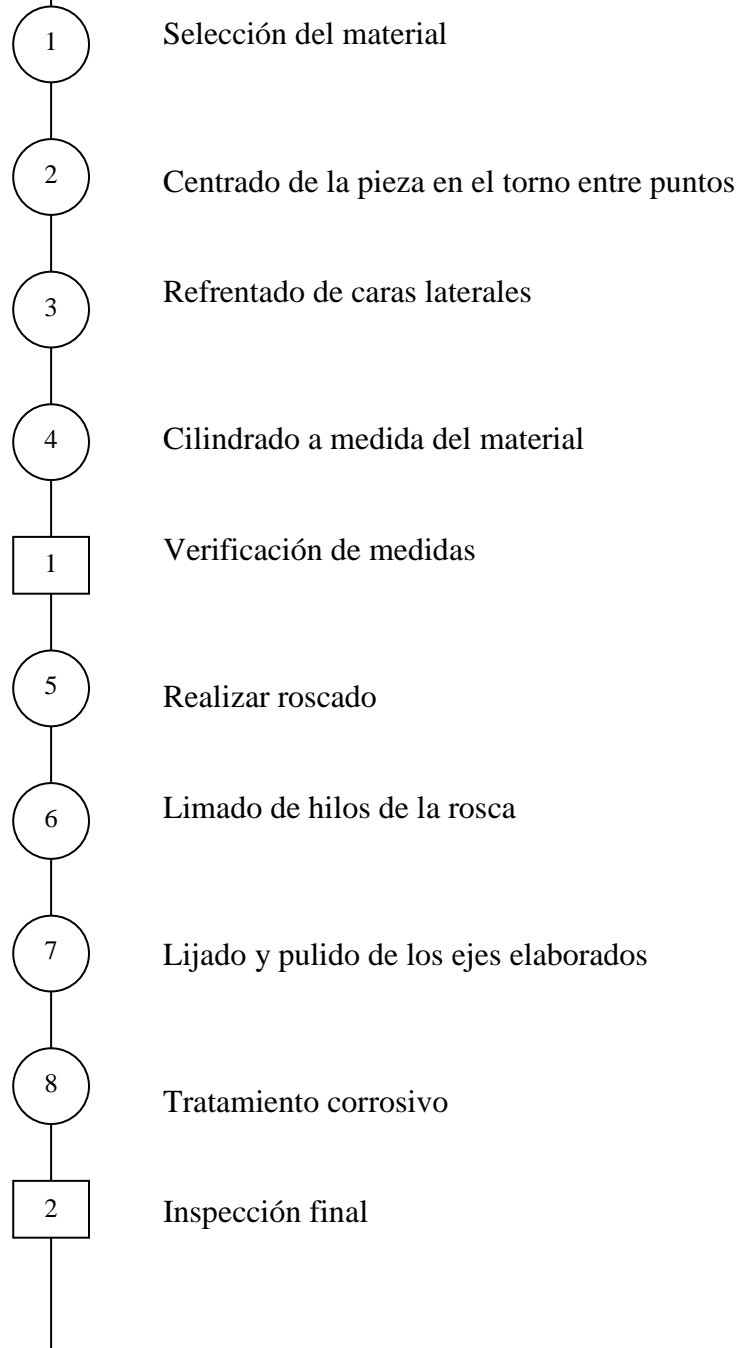 1 Selección del material
2 Centrado de la pieza en el torno entre puntos
3 Refrentado de caras laterales
4 Cilindrado a medida del material
1 Verificación de medidas
5 Realizar roscado
6 Limado de hilos de la rosca
7 Lijado y pulido de los ejes elaborados
8 Tratamiento corrosivo
2 Inspección final